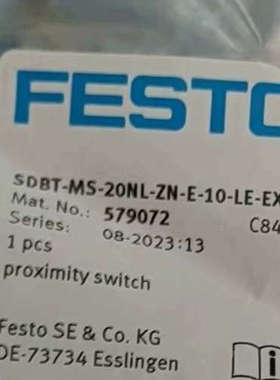 FESTO
SDBT-MS-20NL-ZN-E-10-LE-EX
Mat. No.: 579072 C84
Series: 08-2023:13
1 pcs
proximity switch
Festo SE & Co. KG
DE-73734 Esslingen